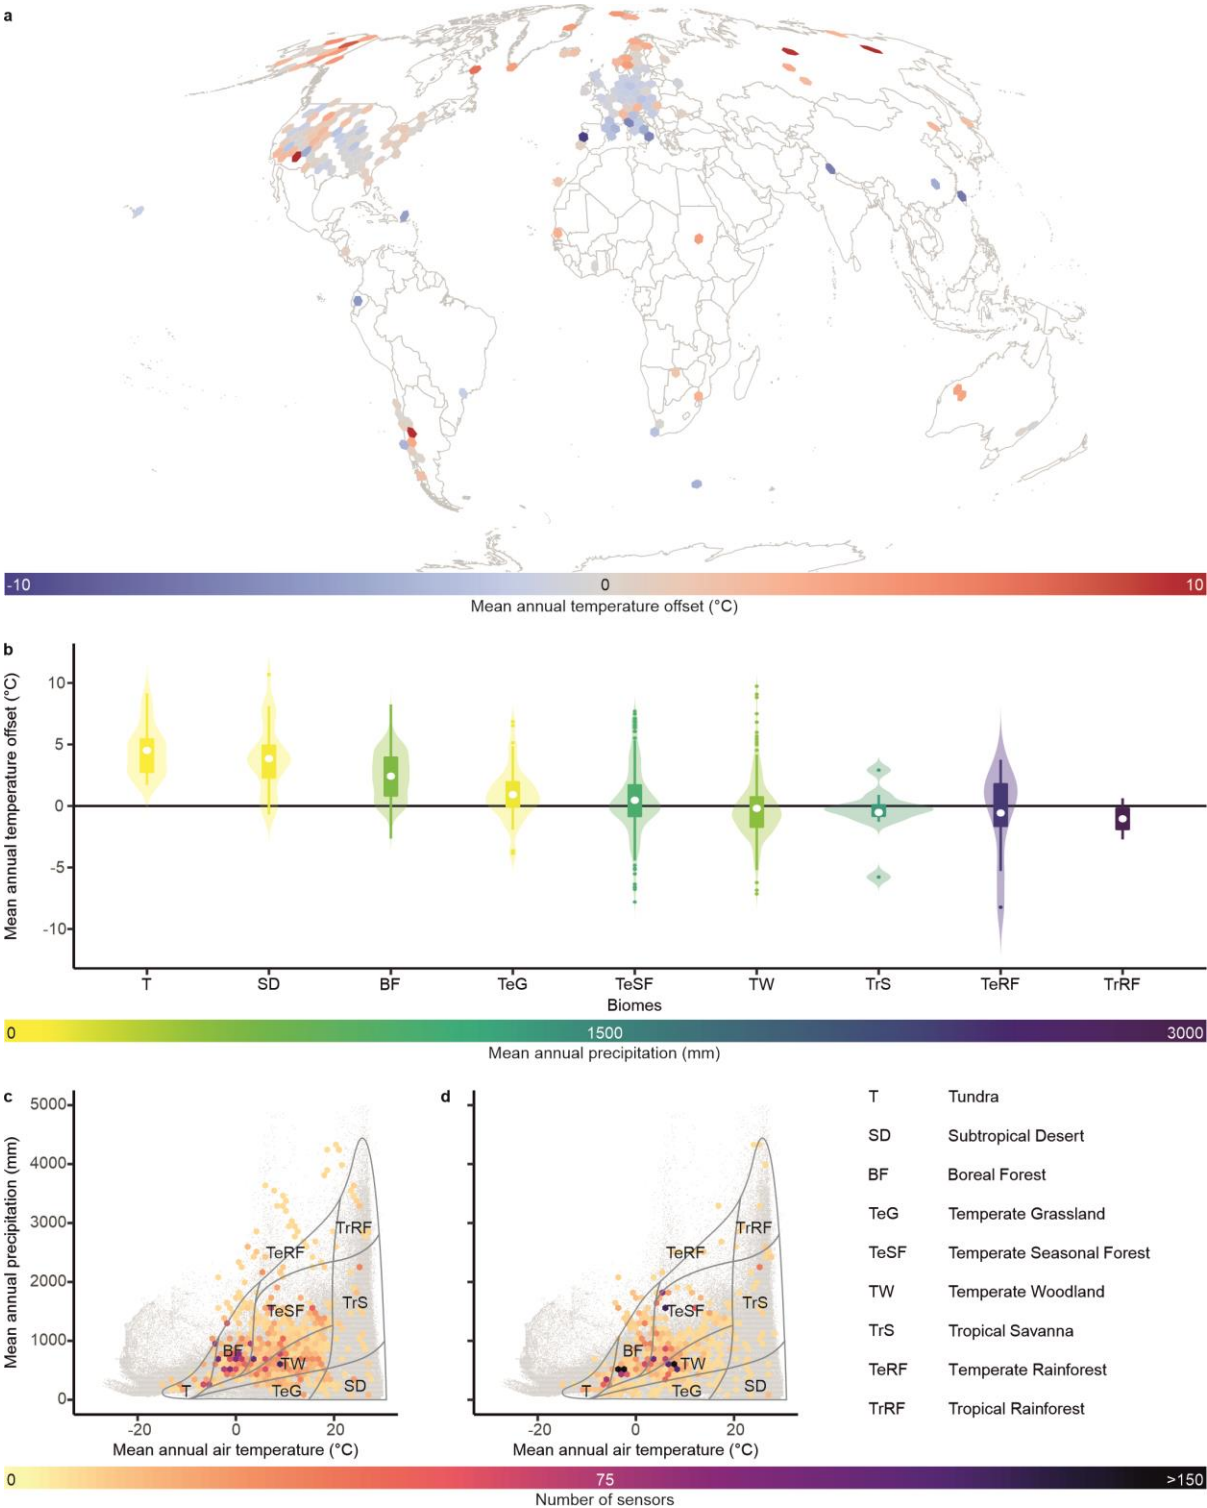 a
-10 0 10
Mean annual temperature offset (°C)
b
Mean annual temperature offset (°C)
10
5
0
-5
-10
T SD BF TeG TeSF TW TrS TeRF TrRF
Biomes
0 1500 3000
Mean annual precipitation (mm)
c
Mean annual precipitation (mm)
5000
4000
3000
2000
1000
0
TrRF
TeRF
TeSF
TrS
BF
TW
T
TeG
SD
-20 0 20
Mean annual air temperature (°C)
d
TrRF
TeRF
TeSF
TrS
BF
TW
T
TeG
SD
-20 0 20
Mean annual air temperature (°C)
T Tundra
SD Subtropical Desert
BF Boreal Forest
TeG Temperate Grassland
TeSF Temperate Seasonal Forest
TW Temperate Woodland
TrS Tropical Savanna
TeRF Temperate Rainforest
TrRF Tropical Rainforest
0 75 >150
Number of sensors